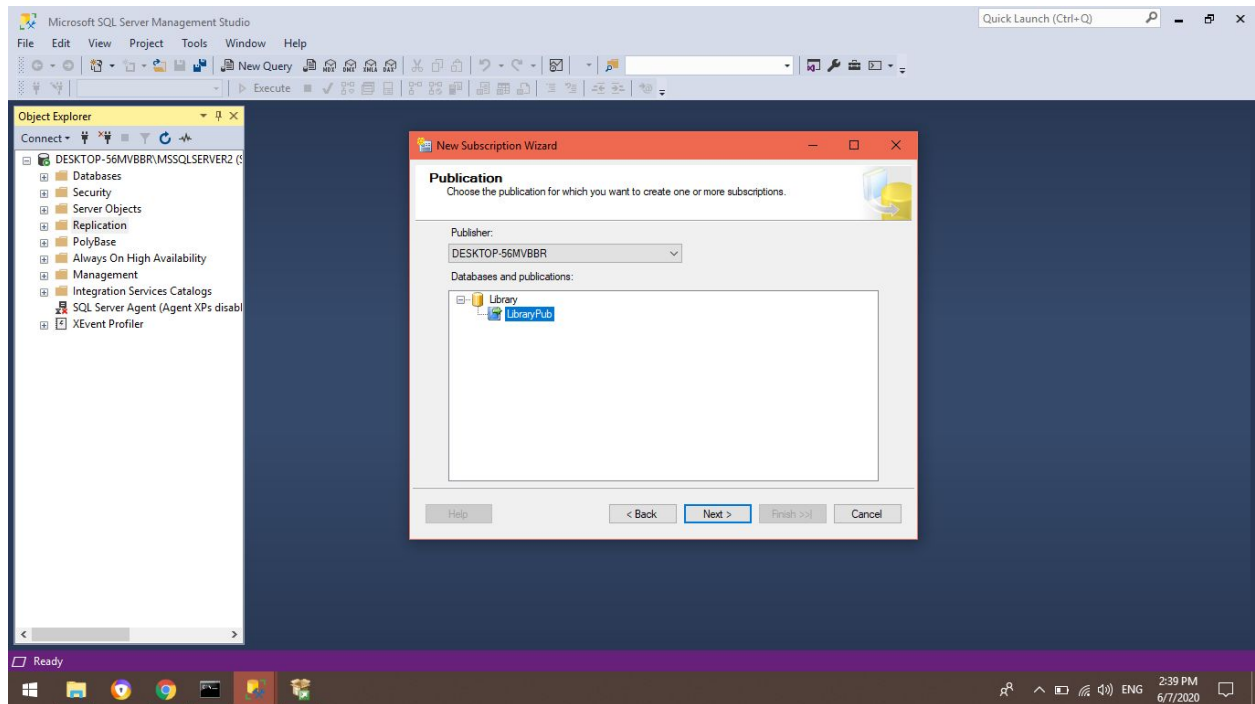 Microsoft SQL Server Management Studio
Quick Launch (Ctrl+Q)
File Edit View Project Tools Window Help
New Query MDX DMX XMLA DAX
Execute
Object Explorer
Connect
DESKTOP-56MVBBR\MSSQLSERVER2 (S
Databases
Security
Server Objects
Replication
PolyBase
Always On High Availability
Management
Integration Services Catalogs
SQL Server Agent (Agent XPs disabl
XEvent Profiler
New Subscription Wizard
Publication
Choose the publication for which you want to create one or more subscriptions.
Publisher:
DESKTOP-56MVBBR
Databases and publications:
Library
LibraryPub
Help < Back Next > Finish >>| Cancel
Ready
ENG
2:39 PM
6/7/2020